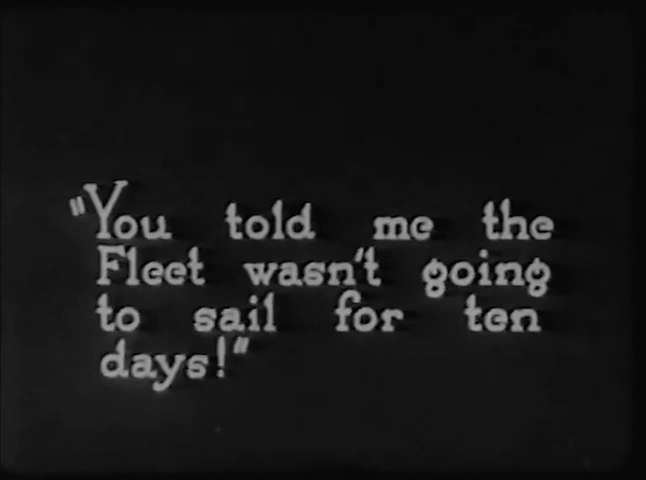 "You told me the
Fleet wasn't going
to sail for ten
days!"